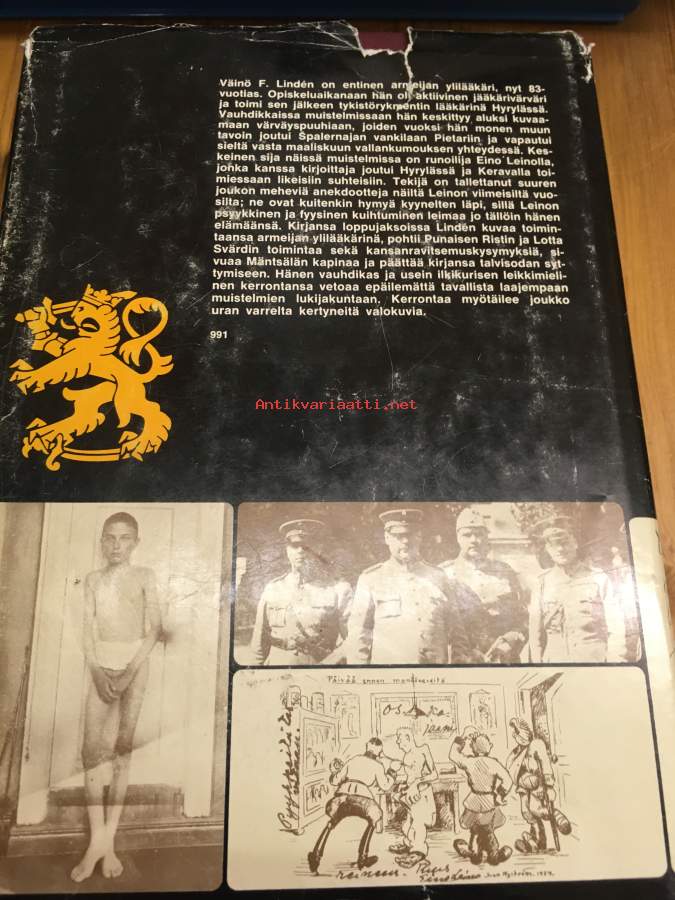 Väinö F. Lindén on entinen armeijan ylilääkäri, nyt 83-
vuotias. Opiskeluaikanaan hän oli aktiivinen jääkärivärväri
ja toimi sen jälkeen tykistörykmentin lääkärinä Hyrylässä.
Vauhdikkaissa muistelmissaan hän keskittyy aluksi kuvaa-
maan värväyspuuhiaan, joiden vuoksi hän monen muun
tavoin joutui Špalernajan vankilaan Pietariin ja vapautui
sieltä vasta maaliskuun vallankumouksen yhteydessä. Kes-
keinen sija näissä muistelmissa on runoilija Eino Leinolla,
jonka kanssa kirjoittaja joutui Hyrylässä ja Keravalla toi-
miessaan likeisiin suhteisiin. Tekijä on tallettanut suuren
joukon meheviä anekdootteja näiltä Leinon viimeisiltä vuo-
silta; ne ovat kuitenkin hymyä kyynelten läpi, sillä Leinon
psyykkinen ja fyysinen kuihtuminen leimaa jo tällöin hänen
elämäänsä. Kirjansa loppujaksoissa Lindén kuvaa toimin-
taansa armeijan ylilääkärinä, pohtii Punaisen Ristin ja Lotta
Svärdin toimintaa sekä kansanravitsemuskysymyksiä, si-
vuaa Mäntsälän kapinaa ja päättää kirjansa talvisodan syt-
tymiseen. Hänen vauhdikas ja usein ilkikurisen leikkimieli-
nen kerrontansa vetoaa epäilemättä tavallista laajempaan
muistelmien lukijakuntaan. Kerrontaa myötäilee joukko
uran varrelta kertyneitä valokuvia.
991
Antikvariaatti.net
Päivää ennen
Eino Leino